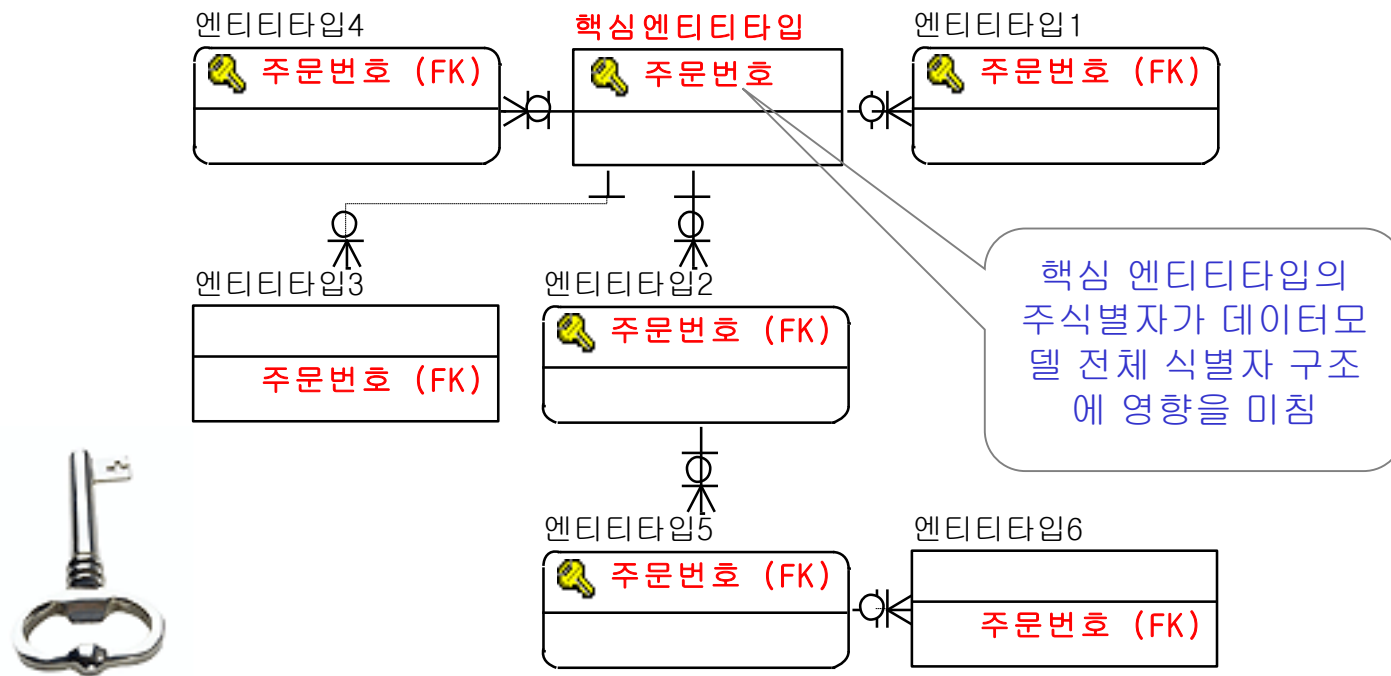 엔티티타입4
주문번호 (FK)
핵심엔티티타입
주문번호
엔티티타입1
주문번호 (FK)
엔티티타입3
주문번호 (FK)
엔티티타입2
주문번호 (FK)
핵심 엔티티타입의
주식별자가 데이터모
델 전체 식별자 구조
에 영향을 미침
엔티티타입5
주문번호 (FK)
엔티티타입6
주문번호 (FK)